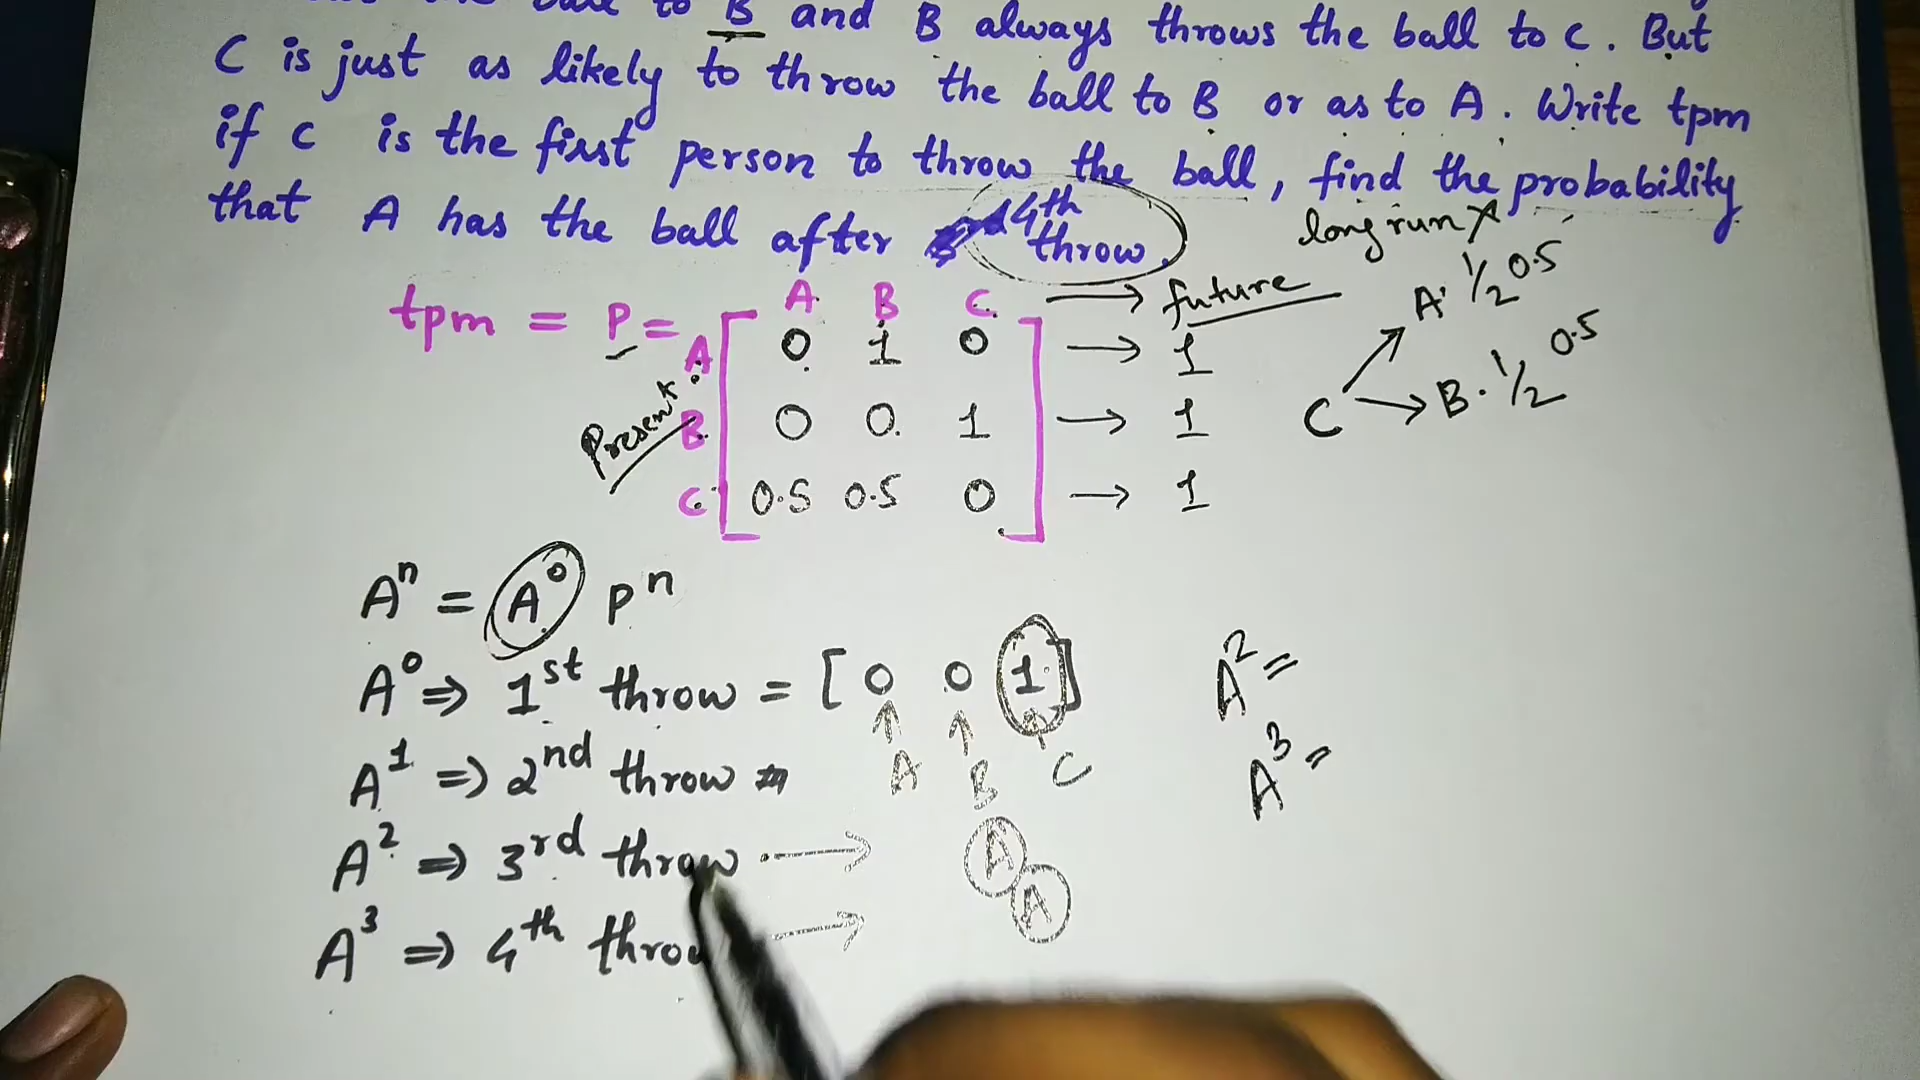 the ball to B and B always throws the ball to C. But
C is just as likely to throw the ball to B or as to A. Write tpm
if C is the first person to throw the ball, find the probability
that A has the ball after 4th throw.
long run x
tpm = P =
A B C → future
A 0 1 0 → 1
Present
B 0 0 1 → 1
C 0.5 0.5 0 → 1
C → A 1/2 0.5
→ B 1/2 0.5
Aⁿ = A⁰ pⁿ
A⁰ ⇒ 1st throw = [0 0 1]
A B C
A¹ ⇒ 2nd throw
A² ⇒ 3rd throw → A
A³ ⇒ 4th throw → A
A² =
A³ =